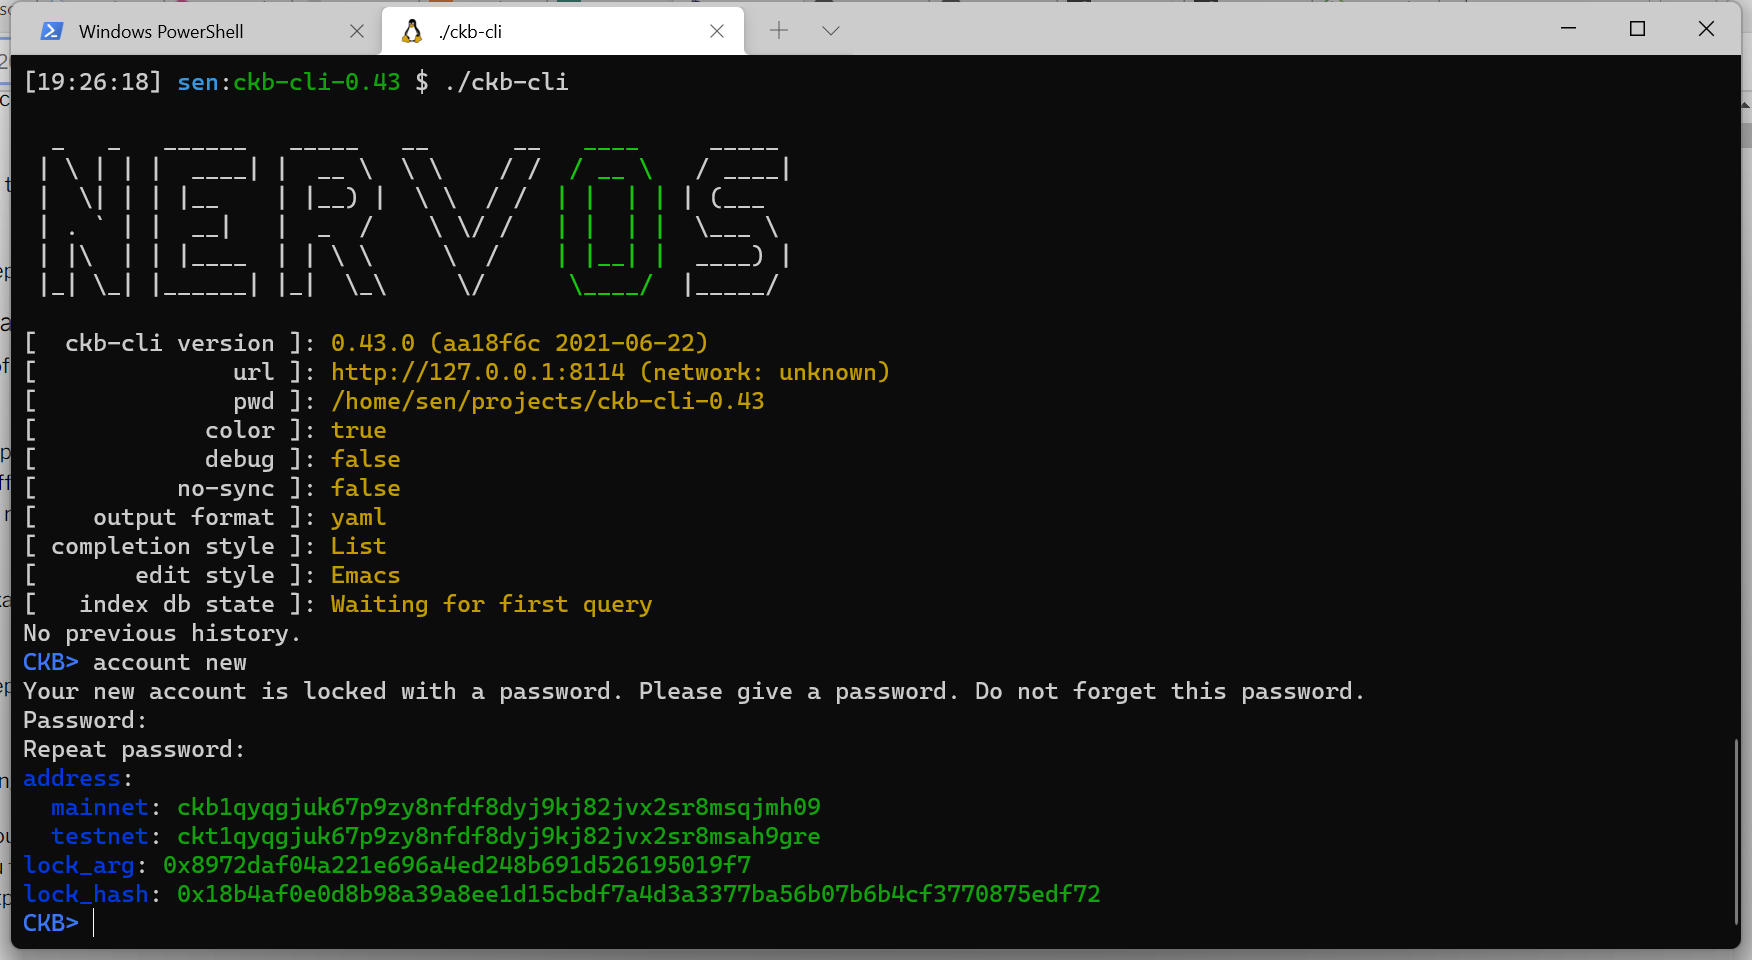 Windows PowerShell
./ckb-cli
[19:26:18] sen:ckb-cli-0.43 $ ./ckb-cli
NERVOS
[  ckb-cli version ]: 0.43.0 (aa18f6c 2021-06-22)
[              url ]: http://127.0.0.1:8114 (network: unknown)
[              pwd ]: /home/sen/projects/ckb-cli-0.43
[            color ]: true
[            debug ]: false
[          no-sync ]: false
[    output format ]: yaml
[ completion style ]: List
[       edit style ]: Emacs
[   index db state ]: Waiting for first query
No previous history.
CKB> account new
Your new account is locked with a password. Please give a password. Do not forget this password.
Password:
Repeat password:
address:
  mainnet: ckb1qyqgjuk67p9zy8nfdf8dyj9kj82jvx2sr8msqjmh09
  testnet: ckt1qyqgjuk67p9zy8nfdf8dyj9kj82jvx2sr8msah9gre
lock_arg: 0x8972daf04a221e696a4ed248b691d526195019f7
lock_hash: 0x18b4af0e0d8b98a39a8ee1d15cbdf7a4d3a3377ba56b07b6b4cf3770875edf72
CKB>